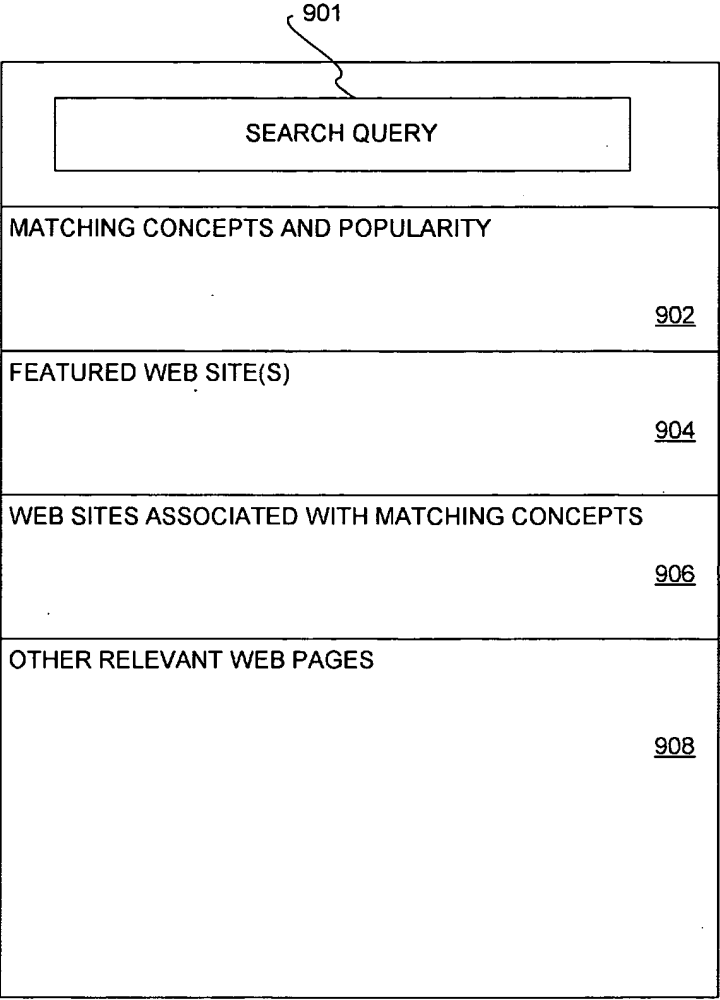 901
SEARCH QUERY
MATCHING CONCEPTS AND POPULARITY
902
FEATURED WEB SITE(S)
904
WEB SITES ASSOCIATED WITH MATCHING CONCEPTS
906
OTHER RELEVANT WEB PAGES
908